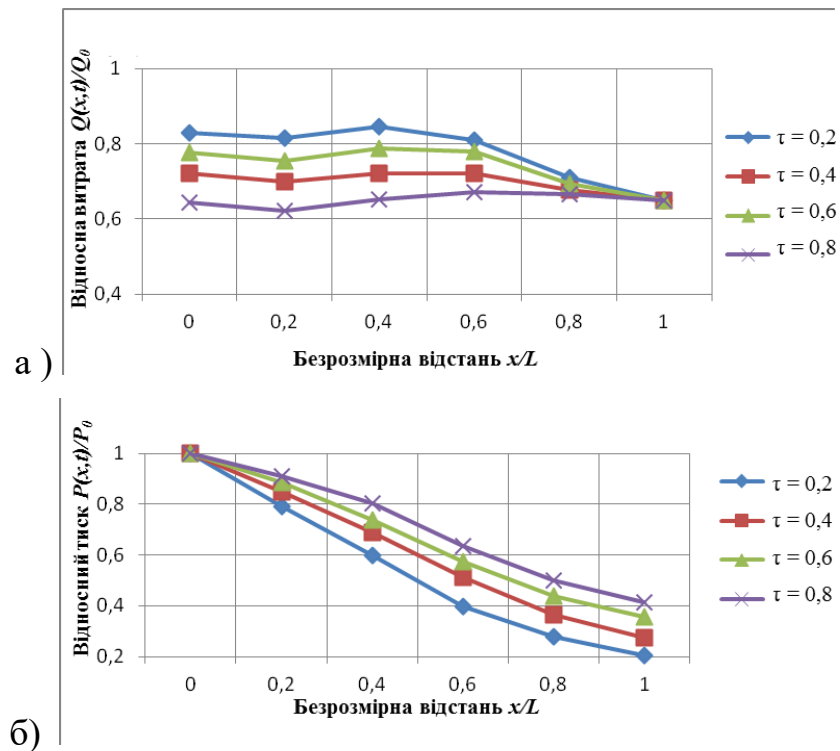 Відносна витрата Q(x,t)/Q₀
1
0,8
0,6
0,4
0 0,2 0,4 0,6 0,8 1
Безрозмірна відстань x/L
τ = 0,2
τ = 0,4
τ = 0,6
τ = 0,8
а )
Відносний тиск P(x,t)/P₀
1
0,8
0,6
0,4
0,2
0 0,2 0,4 0,6 0,8 1
Безрозмірна відстань x/L
τ = 0,2
τ = 0,4
τ = 0,6
τ = 0,8
б)